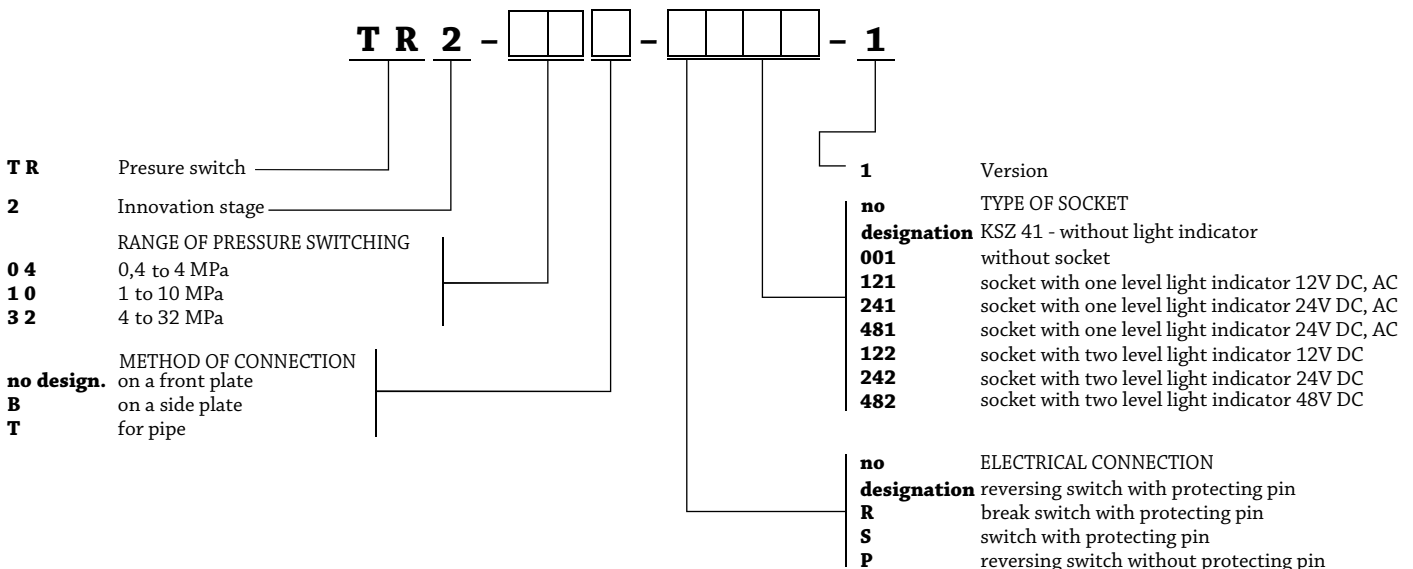 T R 2 – – – 1
T R Presure switch
2 Innovation stage
RANGE OF PRESSURE SWITCHING
0 4 0,4 to 4 MPa
1 0 1 to 10 MPa
3 2 4 to 32 MPa
METHOD OF CONNECTION
no design. on a front plate
B on a side plate
T for pipe
1 Version
no TYPE OF SOCKET
designation KSZ 41 - without light indicator
001 without socket
121 socket with one level light indicator 12V DC, AC
241 socket with one level light indicator 24V DC, AC
481 socket with one level light indicator 24V DC, AC
122 socket with two level light indicator 12V DC
242 socket with two level light indicator 24V DC
482 socket with two level light indicator 48V DC
no ELECTRICAL CONNECTION
designation reversing switch with protecting pin
R break switch with protecting pin
S switch with protecting pin
P reversing switch without protecting pin